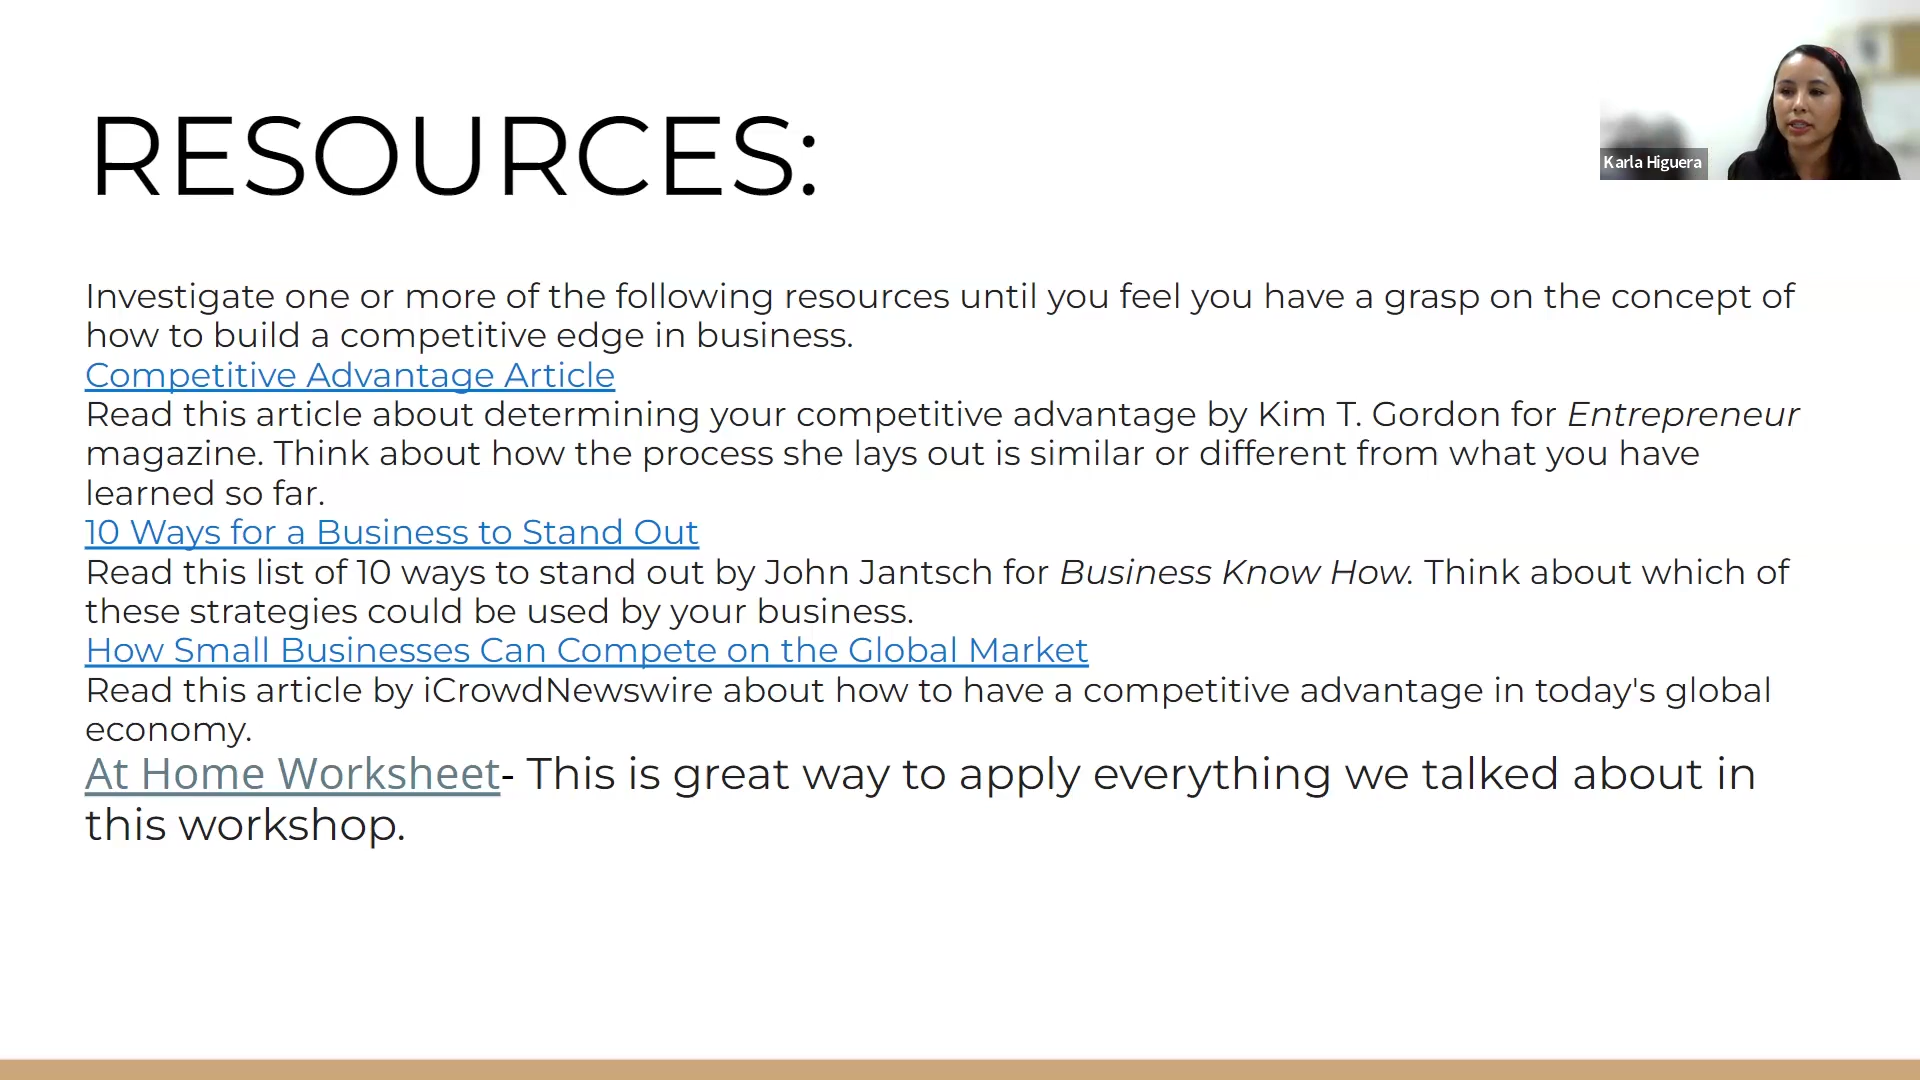 RESOURCES:
Karla Higuera
Investigate one or more of the following resources until you feel you have a grasp on the concept of
how to build a competitive edge in business.
Competitive Advantage Article
Read this article about determining your competitive advantage by Kim T. Gordon for Entrepreneur
magazine. Think about how the process she lays out is similar or different from what you have
learned so far.
10 Ways for a Business to Stand Out
Read this list of 10 ways to stand out by John Jantsch for Business Know How. Think about which of
these strategies could be used by your business.
How Small Businesses Can Compete on the Global Market
Read this article by iCrowdNewswire about how to have a competitive advantage in today's global
economy.
At Home Worksheet- This is great way to apply everything we talked about in
this workshop.